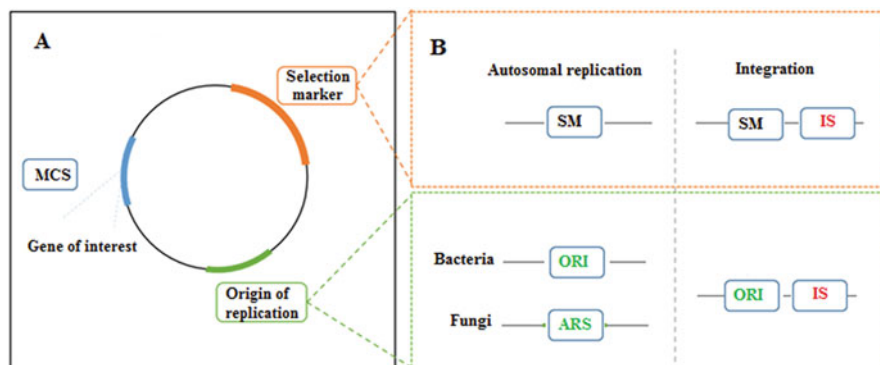 A
Selection
marker
MCS
Gene of interest
Origin of
replication
B
Autosomal replication
Integration
SM
SM
IS
Bacteria
ORI
Fungi
ARS
ORI
IS